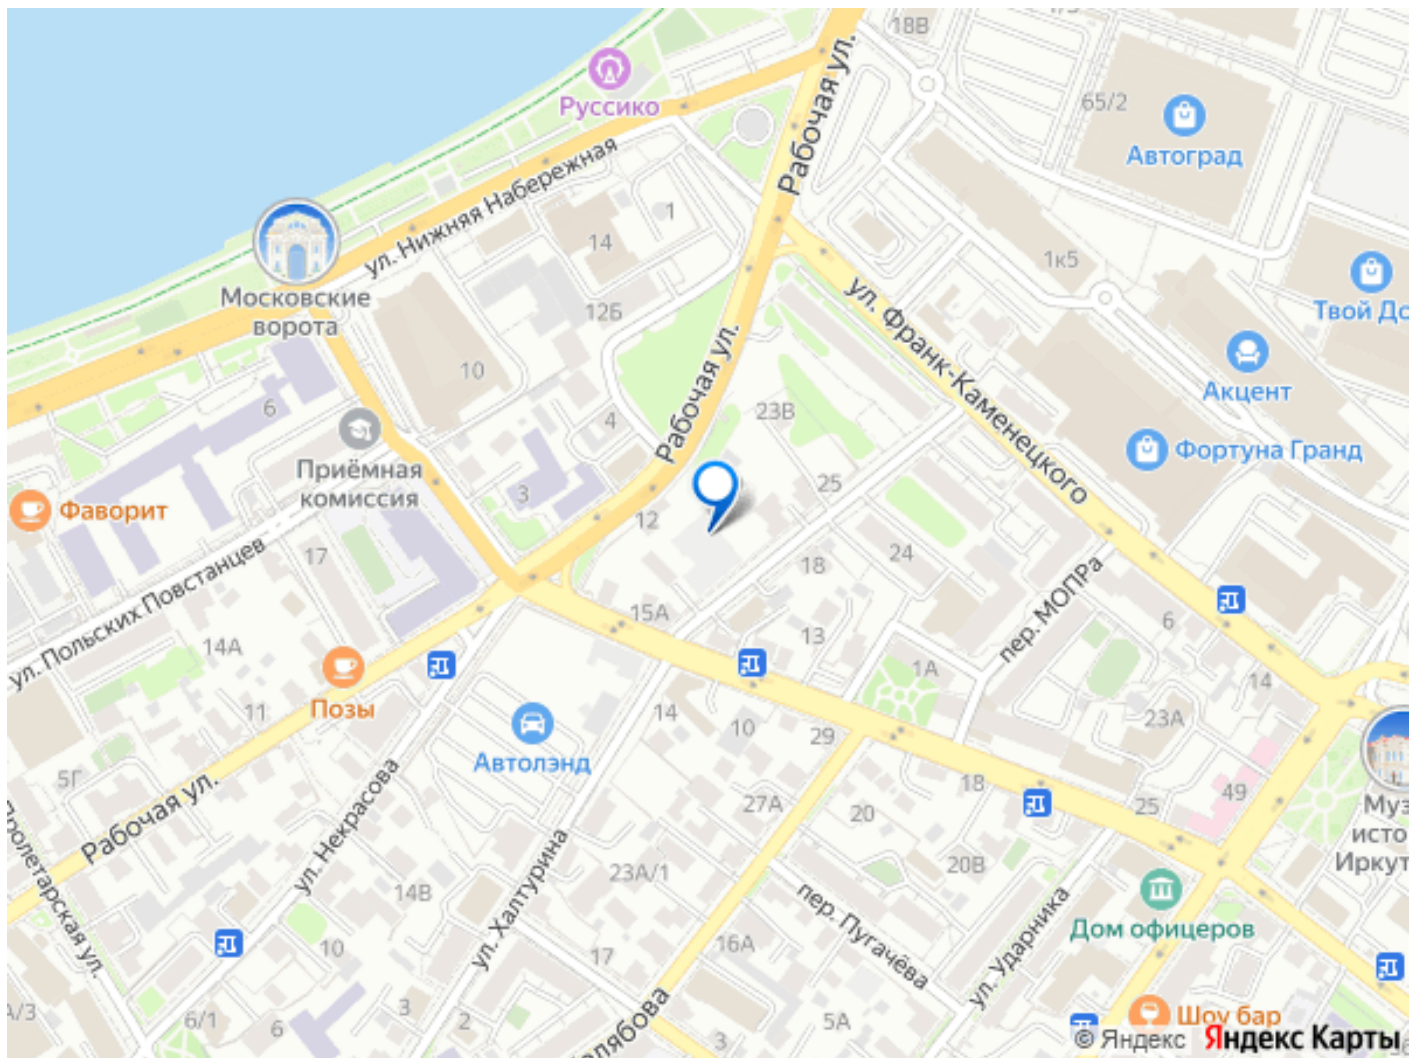 18В
Руссико
65/2
Автоград
Рабочая ул.
ул. Нижняя Набережная
1
14
1к5
Московские
ворота
12Б
ул. Франк-Каменецкого
Твой До
Рабочая ул.
10
Акцент
6
4
23В
Приёмная
комиссия
Фортуна Гранд
25
3
Фаворит
12
17
24
18
ул. Польских Повстанцев
пер. МОПРа
15А
14А
13
6
1А
14
Позы
11
14
10
29
23А
Автолэнд
5Г
Рабочая ул.
ул. Некрасова
27А
20
18
25
49
Муз
исто
Иркут
Пролетарская ул.
14В
ул. Халтурина
23А/1
20В
пер. Пугачёва
ул. Ударника
Дом офицеров
10
17
16А
А/3
6/1
6
3
2
5А
3
Шоу бар
© Яндекс Яндекс Карты